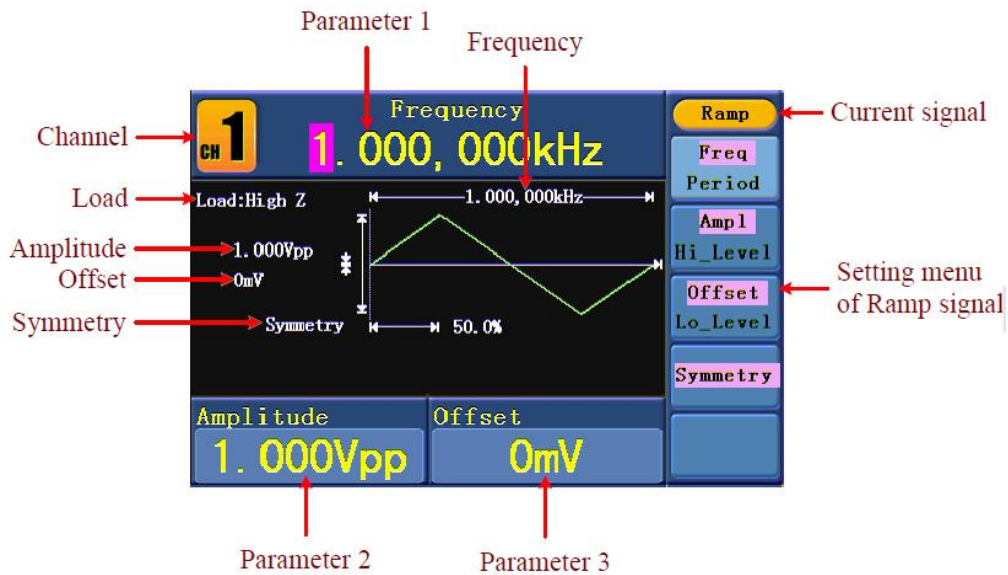 Parameter 1
Frequency
Channel
CH 1
Frequency
1.000,000kHz
Ramp
Current signal
Freq
Period
Load
Load:High Z
1.000,000kHz
Amplitude
1.000Vpp
Ampl
Hi_Level
Offset
0mV
Offset
Lo_Level
Setting menu
of Ramp signal
Symmetry
Symmetry
50.0%
Symmetry
Amplitude
1.000Vpp
Offset
0mV
Parameter 2
Parameter 3